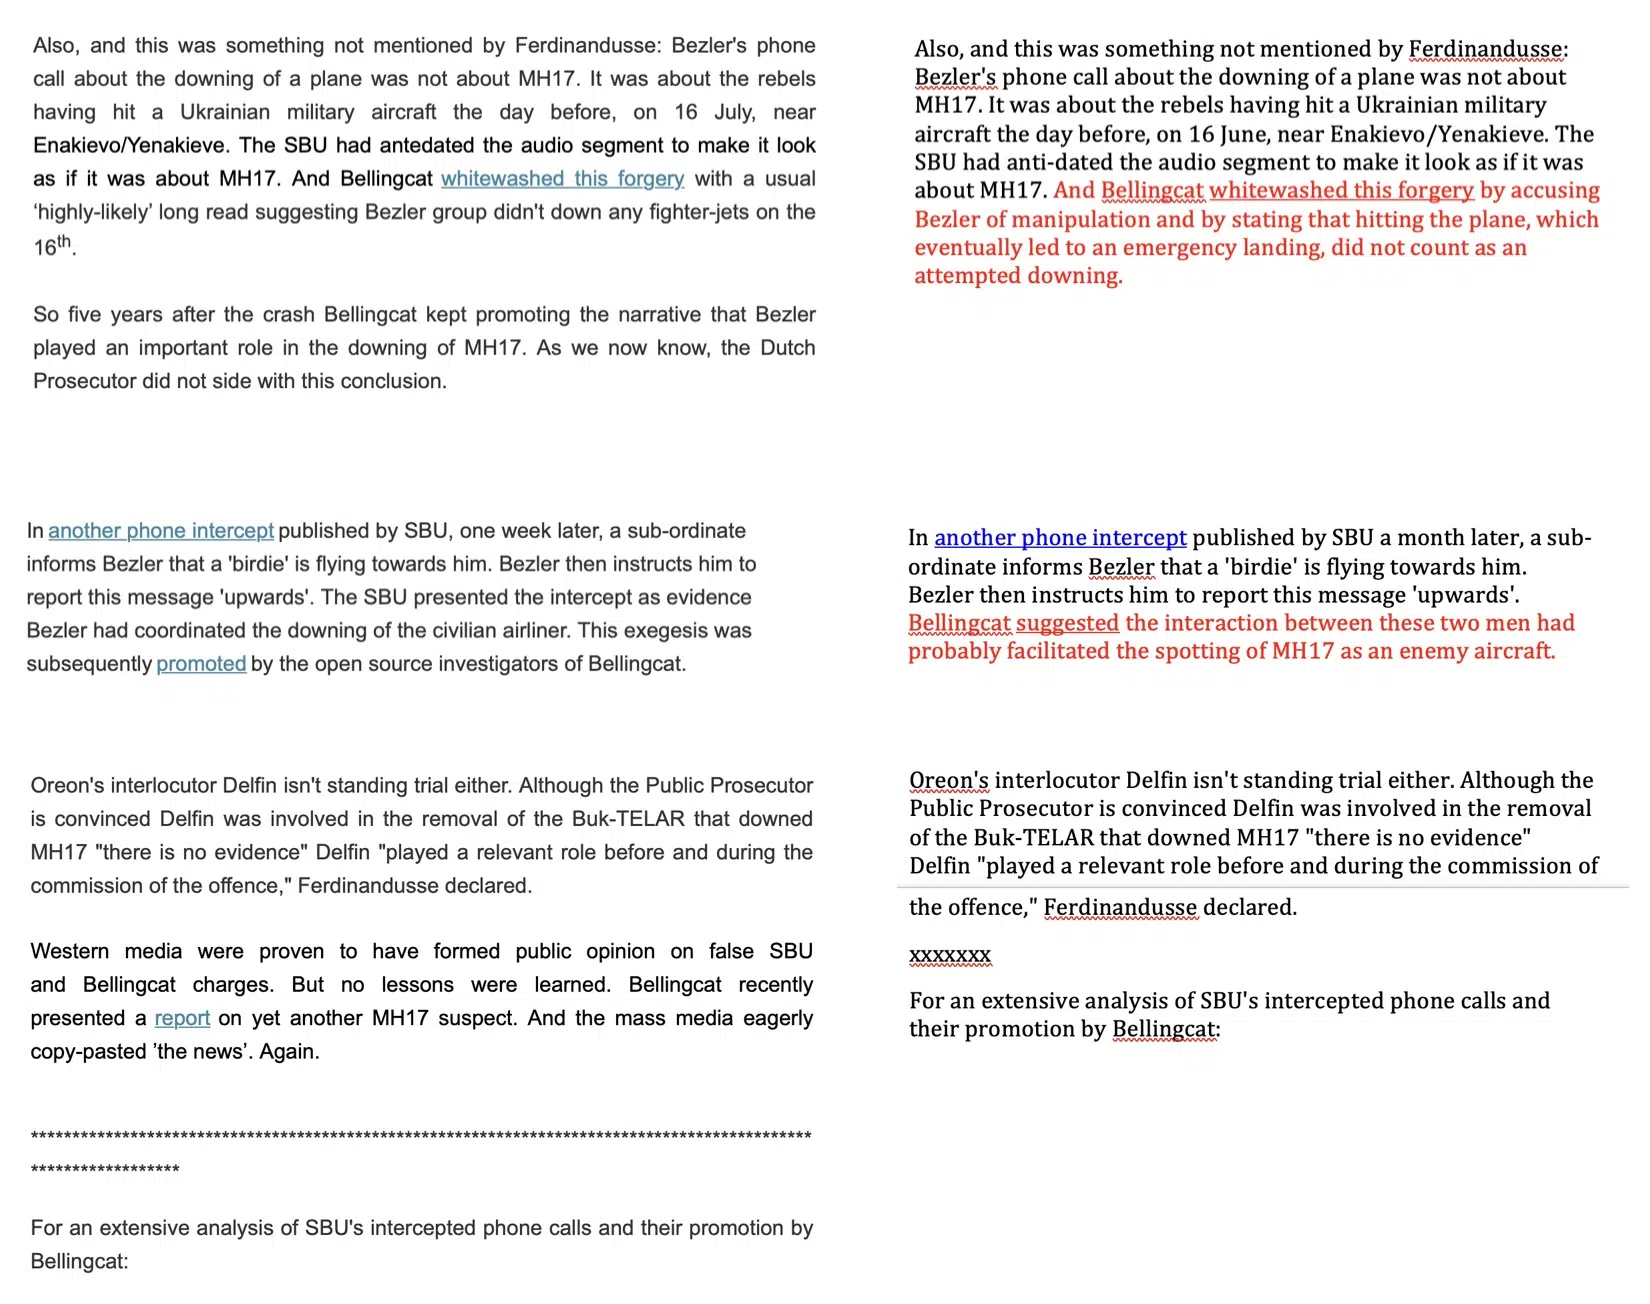 Also, and this was something not mentioned by Ferdinandusse: Bezler's phone
call about the downing of a plane was not about MH17. It was about the rebels
having hit a Ukrainian military aircraft the day before, on 16 July, near
Enakievo/Yenakieve. The SBU had antedated the audio segment to make it look
as if it was about MH17. And Bellingcat whitewashed this forgery with a usual
‘highly-likely’ long read suggesting Bezler group didn't down any fighter-jets on the
16th.
So five years after the crash Bellingcat kept promoting the narrative that Bezler
played an important role in the downing of MH17. As we now know, the Dutch
Prosecutor did not side with this conclusion.
Also, and this was something not mentioned by Ferdinandusse:
Bezler's phone call about the downing of a plane was not about
MH17. It was about the rebels having hit a Ukrainian military
aircraft the day before, on 16 June, near Enakievo/Yenakieve. The
SBU had anti-dated the audio segment to make it look as if it was
about MH17. And Bellingcat whitewashed this forgery by accusing
Bezler of manipulation and by stating that hitting the plane, which
eventually led to an emergency landing, did not count as an
attempted downing.
In another phone intercept published by SBU, one week later, a sub-ordinate
informs Bezler that a 'birdie' is flying towards him. Bezler then instructs him to
report this message 'upwards'. The SBU presented the intercept as evidence
Bezler had coordinated the downing of the civilian airliner. This exegesis was
subsequently promoted by the open source investigators of Bellingcat.
In another phone intercept published by SBU a month later, a sub-
ordinate informs Bezler that a 'birdie' is flying towards him.
Bezler then instructs him to report this message 'upwards'.
Bellingcat suggested the interaction between these two men had
probably facilitated the spotting of MH17 as an enemy aircraft.
Oreon's interlocutor Delfin isn't standing trial either. Although the Public Prosecutor
is convinced Delfin was involved in the removal of the Buk-TELAR that downed
MH17 "there is no evidence" Delfin "played a relevant role before and during the
commission of the offence," Ferdinandusse declared.
Western media were proven to have formed public opinion on false SBU
and Bellingcat charges. But no lessons were learned. Bellingcat recently
presented a report on yet another MH17 suspect. And the mass media eagerly
copy-pasted ’the news’. Again.
**********************************************************************************************
******************
For an extensive analysis of SBU's intercepted phone calls and their promotion by
Bellingcat:
Oreon's interlocutor Delfin isn't standing trial either. Although the
Public Prosecutor is convinced Delfin was involved in the removal
of the Buk-TELAR that downed MH17 "there is no evidence"
Delfin "played a relevant role before and during the commission of
the offence," Ferdinandusse declared.
xxxxxxx
For an extensive analysis of SBU's intercepted phone calls and
their promotion by Bellingcat: